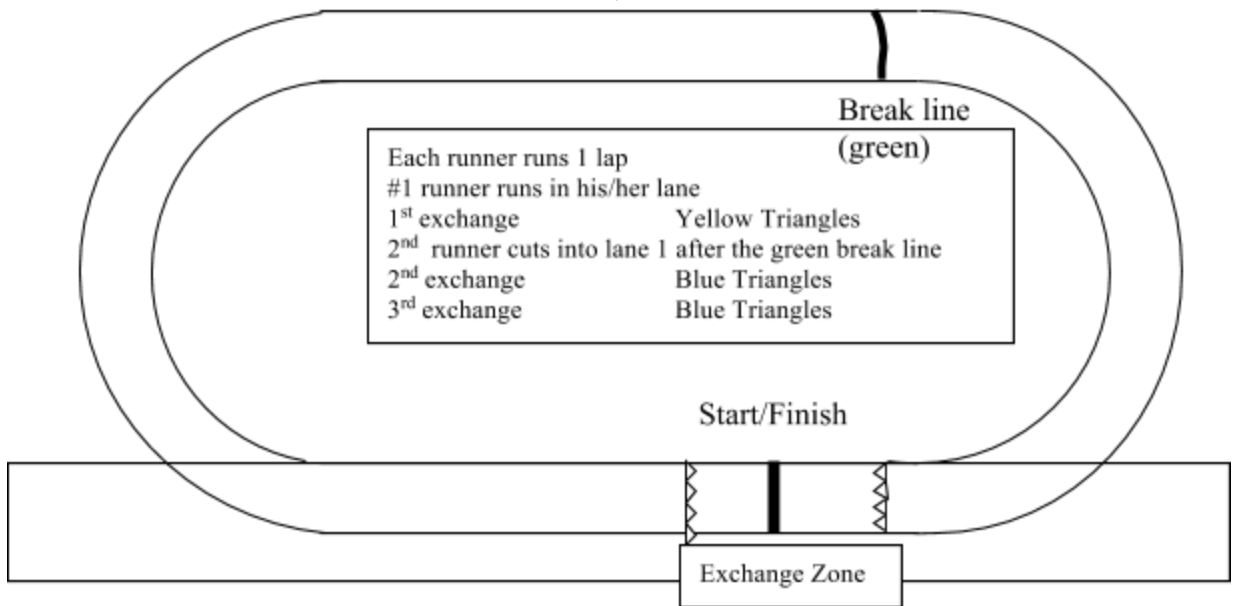 Break line
(green)
Each runner runs 1 lap
#1 runner runs in his/her lane
1st exchange Yellow Triangles
2nd runner cuts into lane 1 after the green break line
2nd exchange Blue Triangles
3rd exchange Blue Triangles
Start/Finish
Exchange Zone